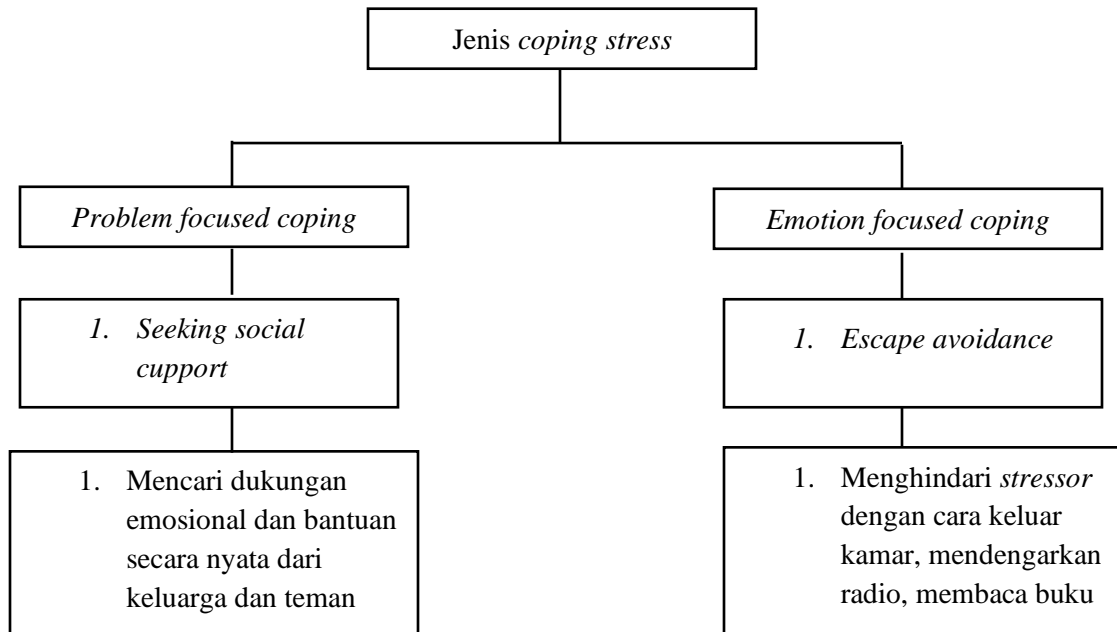 Jenis coping stress
Problem focused coping
Emotion focused coping
1. Seeking social
cupport
1. Escape avoidance
1. Mencari dukungan
emosional dan bantuan
secara nyata dari
keluarga dan teman
1. Menghindari stressor
dengan cara keluar
kamar, mendengarkan
radio, membaca buku